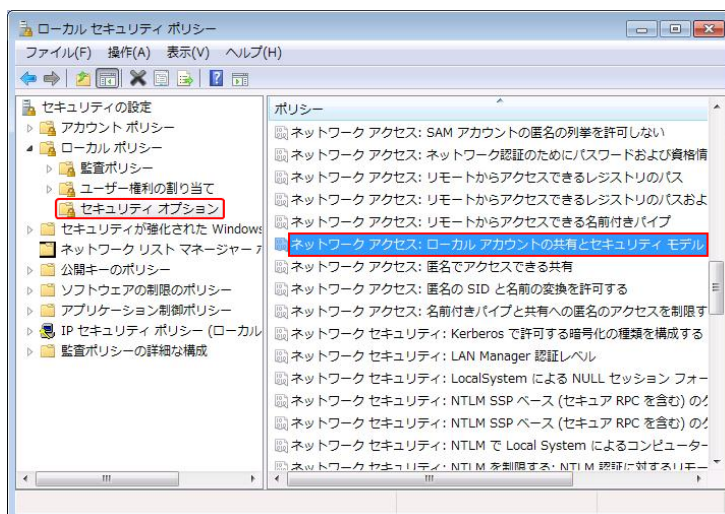 ローカル セキュリティ ポリシー
ファイル(F) 操作(A) 表示(V) ヘルプ(H)
セキュリティの設定
アカウント ポリシー
ローカル ポリシー
監査ポリシー
ユーザー権利の割り当て
セキュリティ オプション
セキュリティが強化された Windows
ネットワーク リスト マネージャー
公開キーのポリシー
ソフトウェアの制限のポリシー
アプリケーション制御ポリシー
IP セキュリティ ポリシー (ローカル
監査ポリシーの詳細な構成
ポリシー
ネットワーク アクセス: SAM アカウントの匿名の列挙を許可しない
ネットワーク アクセス: ネットワーク認証のためにパスワードおよび資格情
ネットワーク アクセス: リモートからアクセスできるレジストリのパス
ネットワーク アクセス: リモートからアクセスできるレジストリのパスおよ
ネットワーク アクセス: リモートからアクセスできる名前付きパイプ
ネットワーク アクセス: ローカル アカウントの共有とセキュリティ モデル
ネットワーク アクセス: 匿名でアクセスできる共有
ネットワーク アクセス: 匿名の SID と名前の変換を許可する
ネットワーク アクセス: 名前付きパイプと共有への匿名のアクセスを制限す
ネットワーク セキュリティ: Kerberos で許可する暗号化の種類を構成する
ネットワーク セキュリティ: LAN Manager 認証レベル
ネットワーク セキュリティ: LocalSystem による NULL セッション フォー
ネットワーク セキュリティ: NTLM SSP ベース (セキュア RPC を含む) のク
ネットワーク セキュリティ: NTLM SSP ベース (セキュア RPC を含む) のク
ネットワーク セキュリティ: NTLM で Local System によるコンピューター
ネットワーク セキュリティ: NTLM を制限する: NTLM 認証に対するリモー